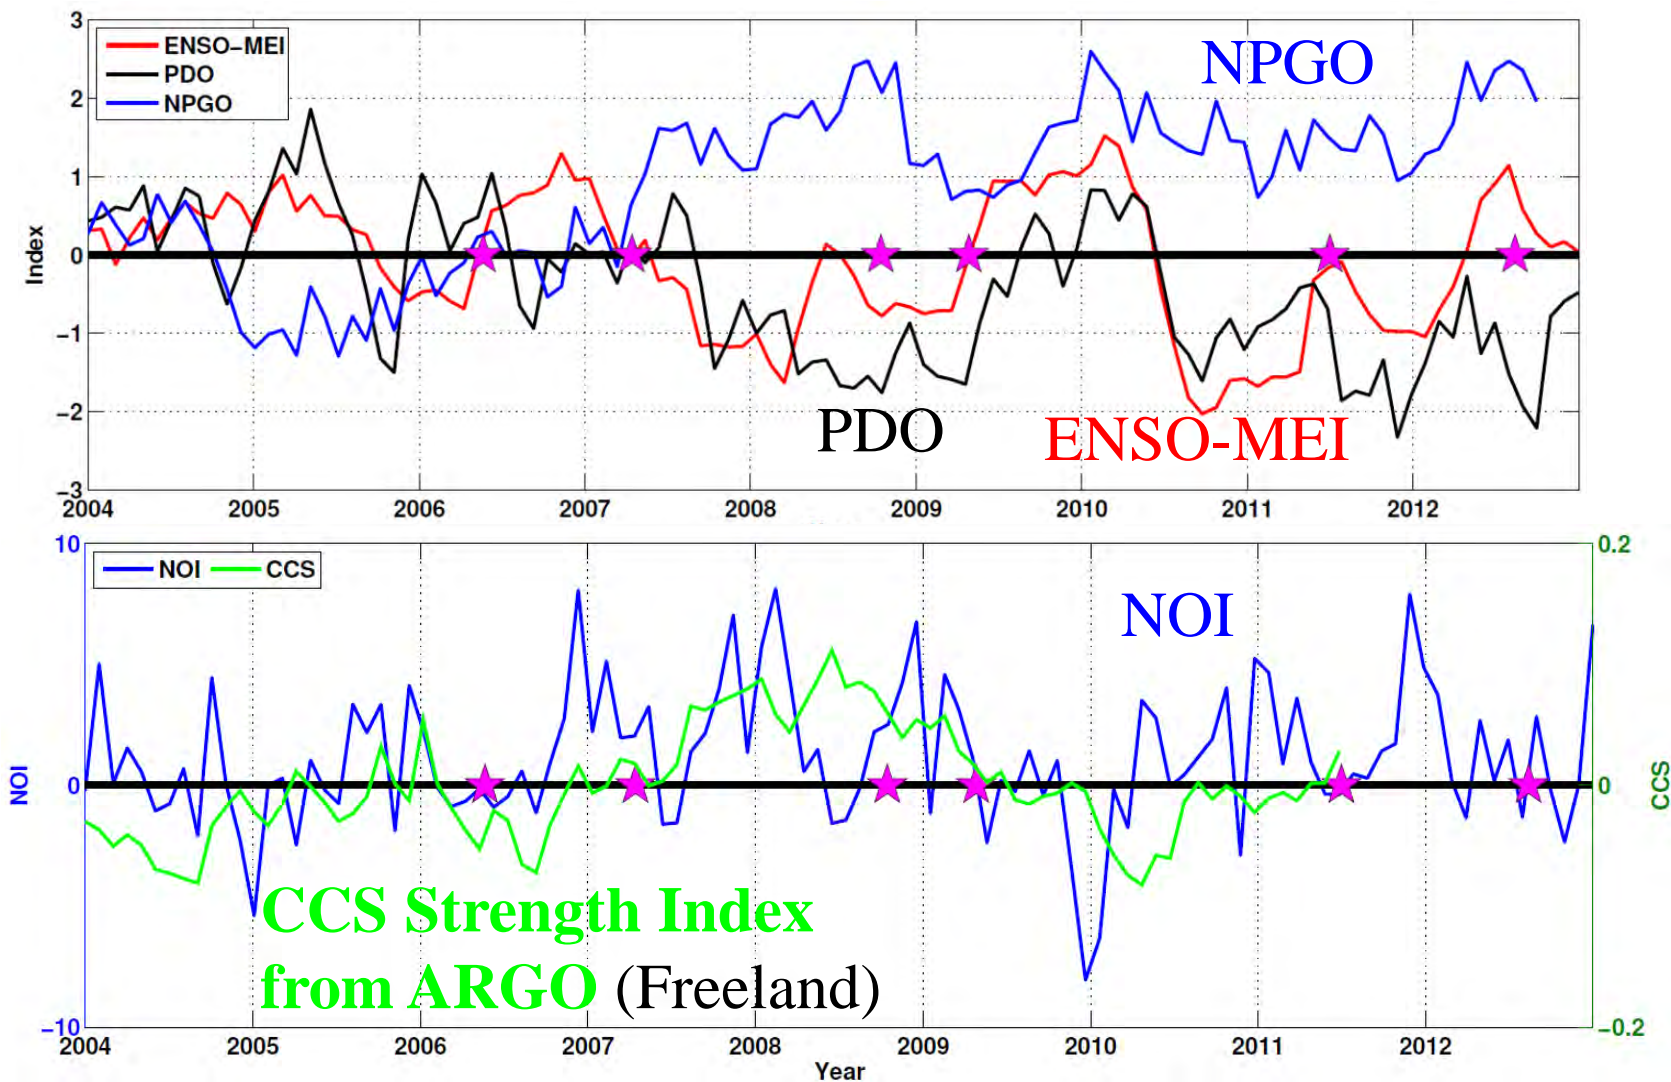 3
ENSO−MEI
PDO
NPGO
NPGO
2
1
Index
0
−1
−2
PDO
ENSO-MEI
−3
2004 2005 2006 2007 2008 2009 2010 2011 2012
10
0.2
NOI CCS
NOI
NOI
0
0
CCS
CCS Strength Index
from ARGO (Freeland)
−10
−0.2
2004 2005 2006 2007 2008 2009 2010 2011 2012
Year